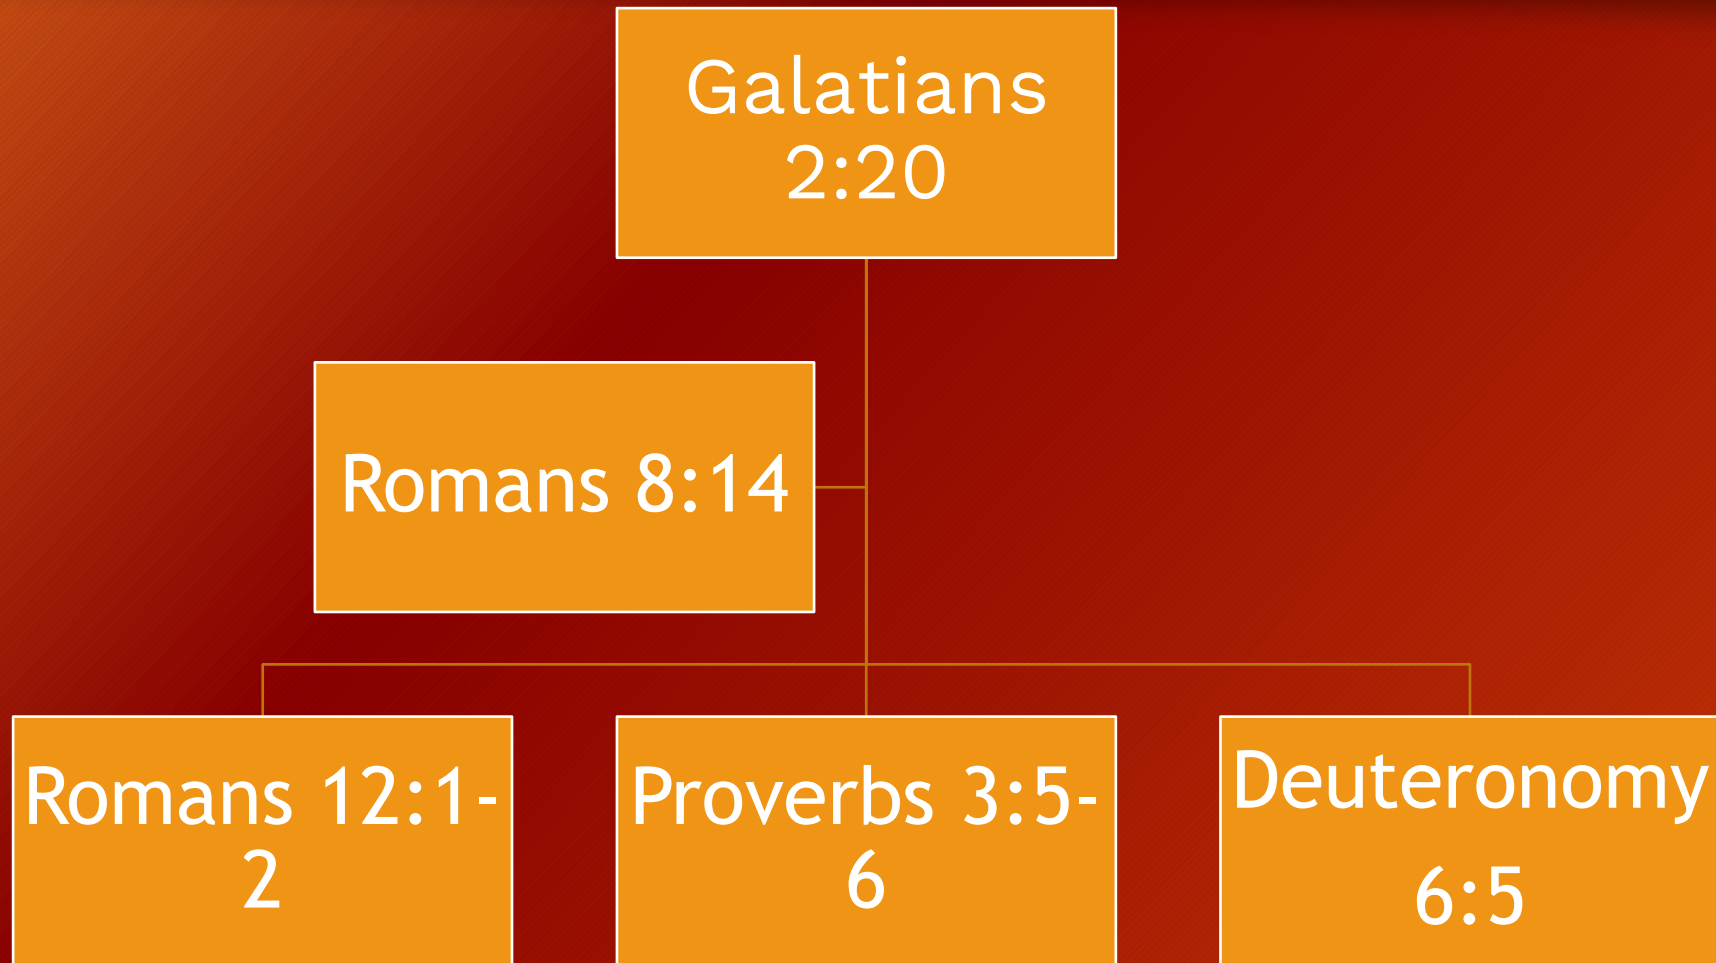 Galatians
2:20
Romans 8:14
Romans 12:1-
2
Proverbs 3:5-
6
Deuteronomy
6:5